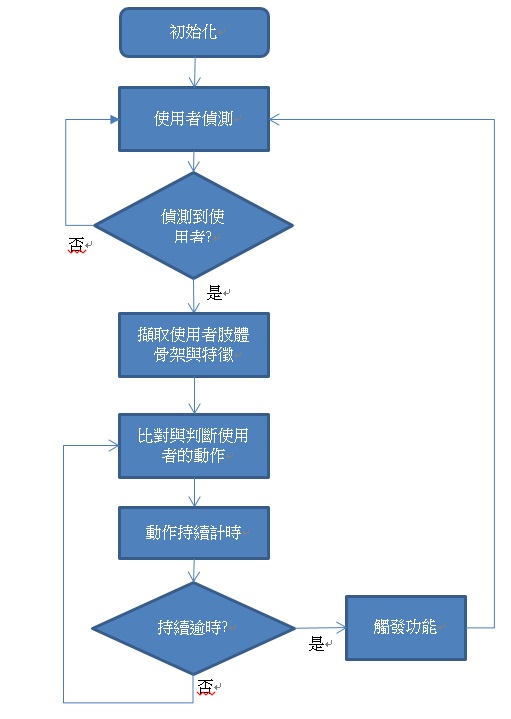 初始化
使用者偵測
偵測到使
用者?
否
是
擷取使用者肢體
骨架與特徵
比對與判斷使用
者的動作
動作持續計時
持續逾時?
是
觸發功能
否